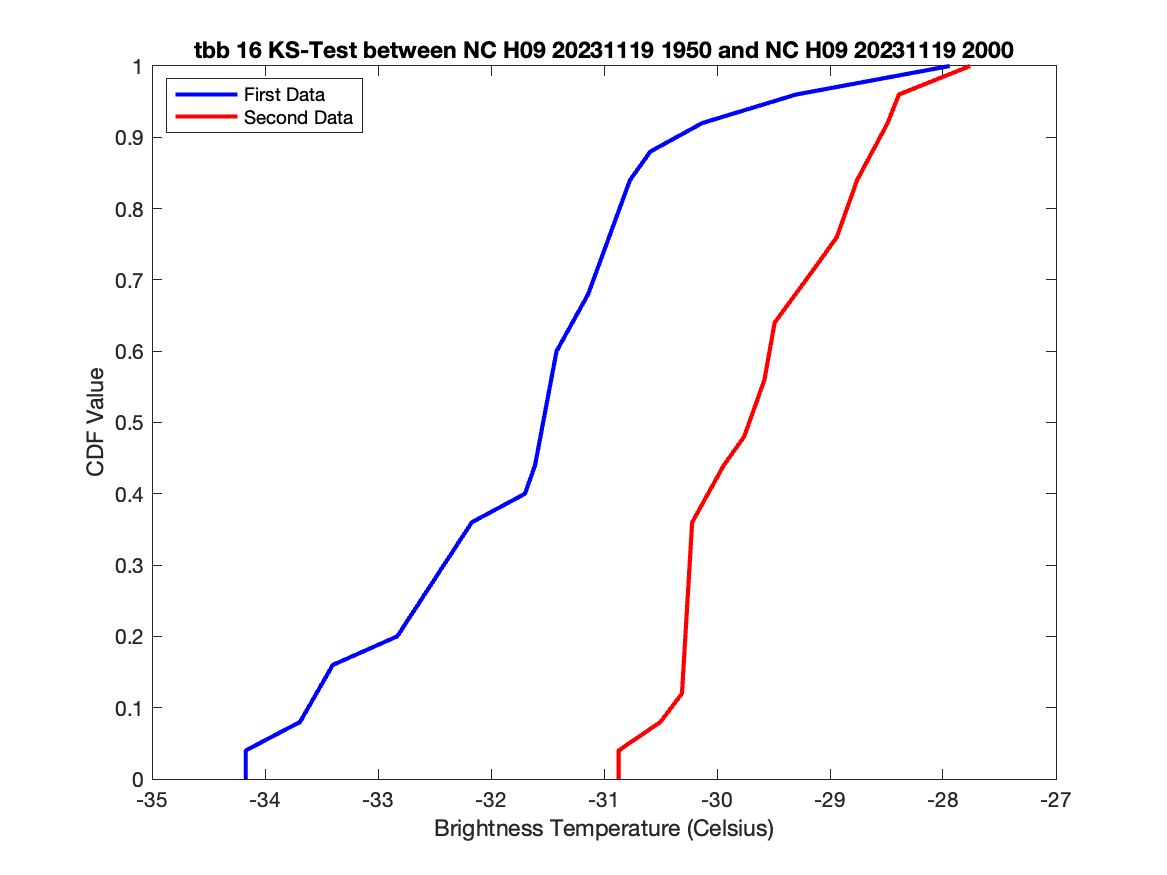 tbb 16 KS-Test between NC H09 20231119 1950 and NC H09 20231119 2000
First Data
Second Data
1
0.9
0.8
0.7
0.6
0.5
0.4
0.3
0.2
0.1
0
CDF Value
-35 -34 -33 -32 -31 -30 -29 -28 -27
Brightness Temperature (Celsius)